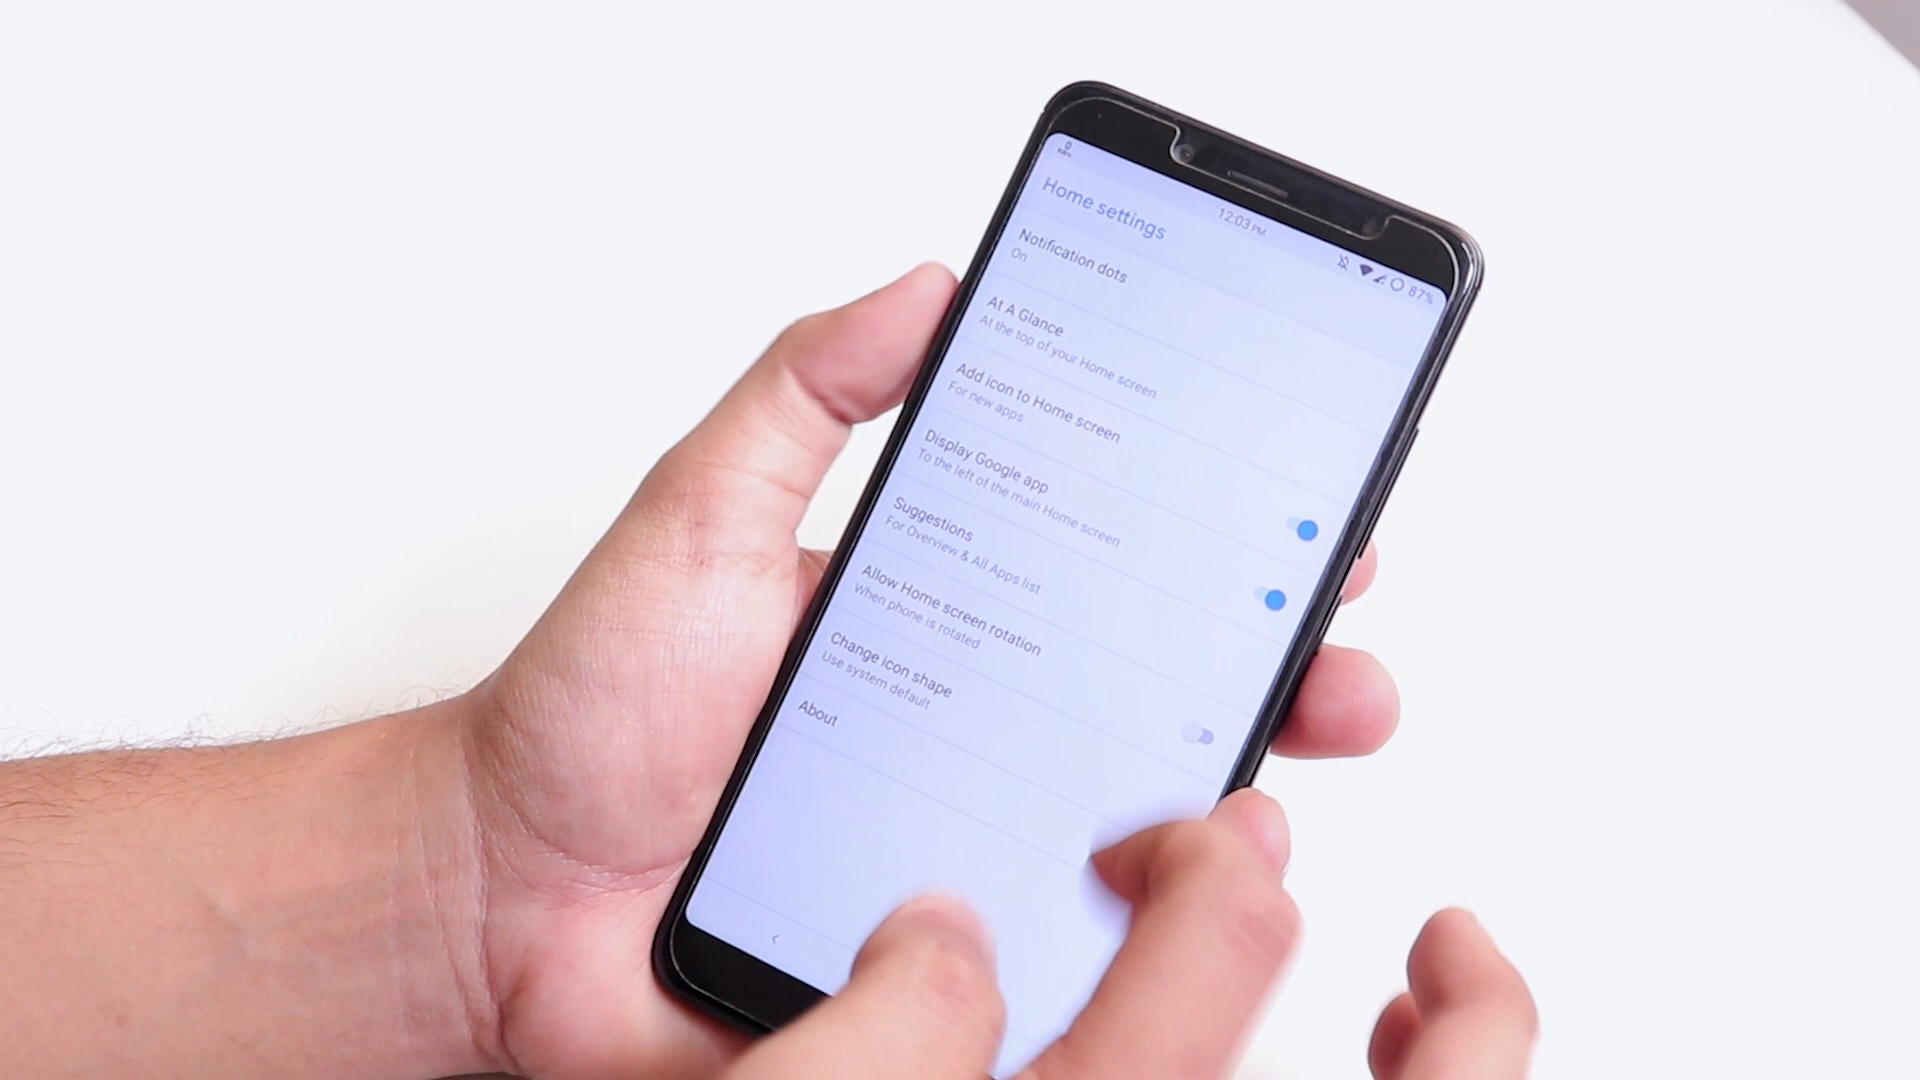 12:03 PM
87%
Home settings
Notification dots
On
At A Glance
At the top of your Home screen
Add icon to Home screen
For new apps
Display Google app
To the left of the main Home screen
Suggestions
For Overview & All Apps list
Allow Home screen rotation
When phone is rotated
Change icon shape
Use system default
About